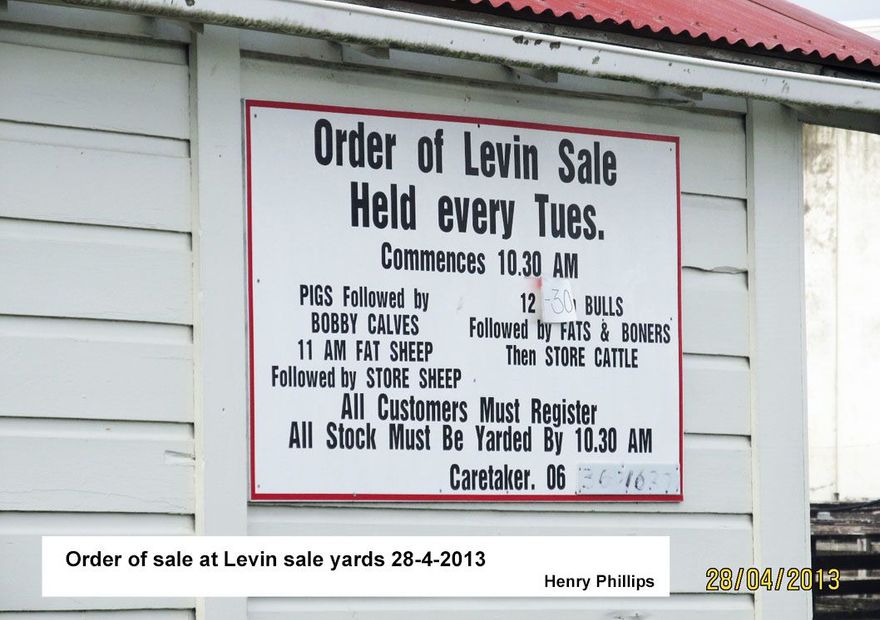 Order of Levin Sale
Held every Tues.
Commences 10.30 AM
PIGS Followed by
BOBBY CALVES
11 AM FAT SHEEP
Followed by STORE SHEEP
12 -30 BULLS
Followed by FATS & BONERS
Then STORE CATTLE
All Customers Must Register
All Stock Must Be Yarded By 10.30 AM
Caretaker. 06
Order of sale at Levin sale yards 28-4-2013
Henry Phillips
28/04/2013